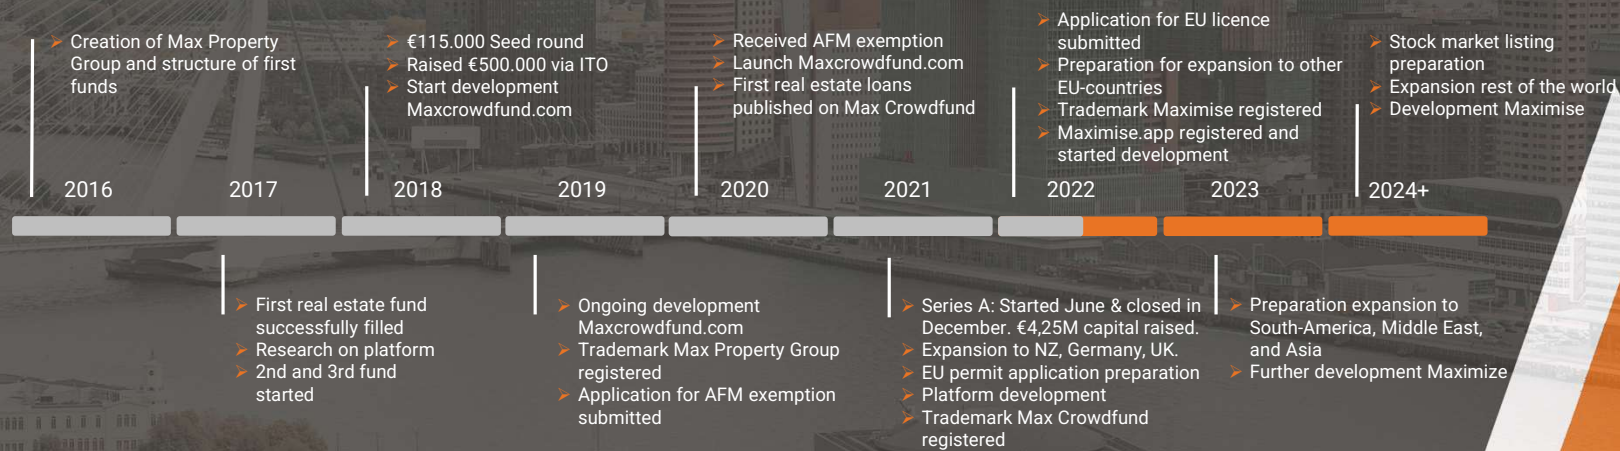 Creation of Max Property
Group and structure of first
funds
€115.000 Seed round
Raised €500.000 via ITO
Start development
Maxcrowdfund.com
Received AFM exemption
Launch Maxcrowdfund.com
First real estate loans
published on Max Crowdfund
Application for EU licence
submitted
Preparation for expansion to other
EU-countries
Trademark Maximise registered
Maximise.app registered and
started development
Stock market listing
preparation
Expansion rest of the world
Development Maximise
2016 2017 2018 2019 2020 2021 2022 2023 2024+
First real estate fund
successfully filled
Research on platform
2nd and 3rd fund
started
Ongoing development
Maxcrowdfund.com
Trademark Max Property Group
registered
Application for AFM exemption
submitted
Series A: Started June & closed in
December. €4,25M capital raised.
Expansion to NZ, Germany, UK.
EU permit application preparation
Platform development
Trademark Max Crowdfund
registered
Preparation expansion to
South-America, Middle East,
and Asia
Further development Maximize